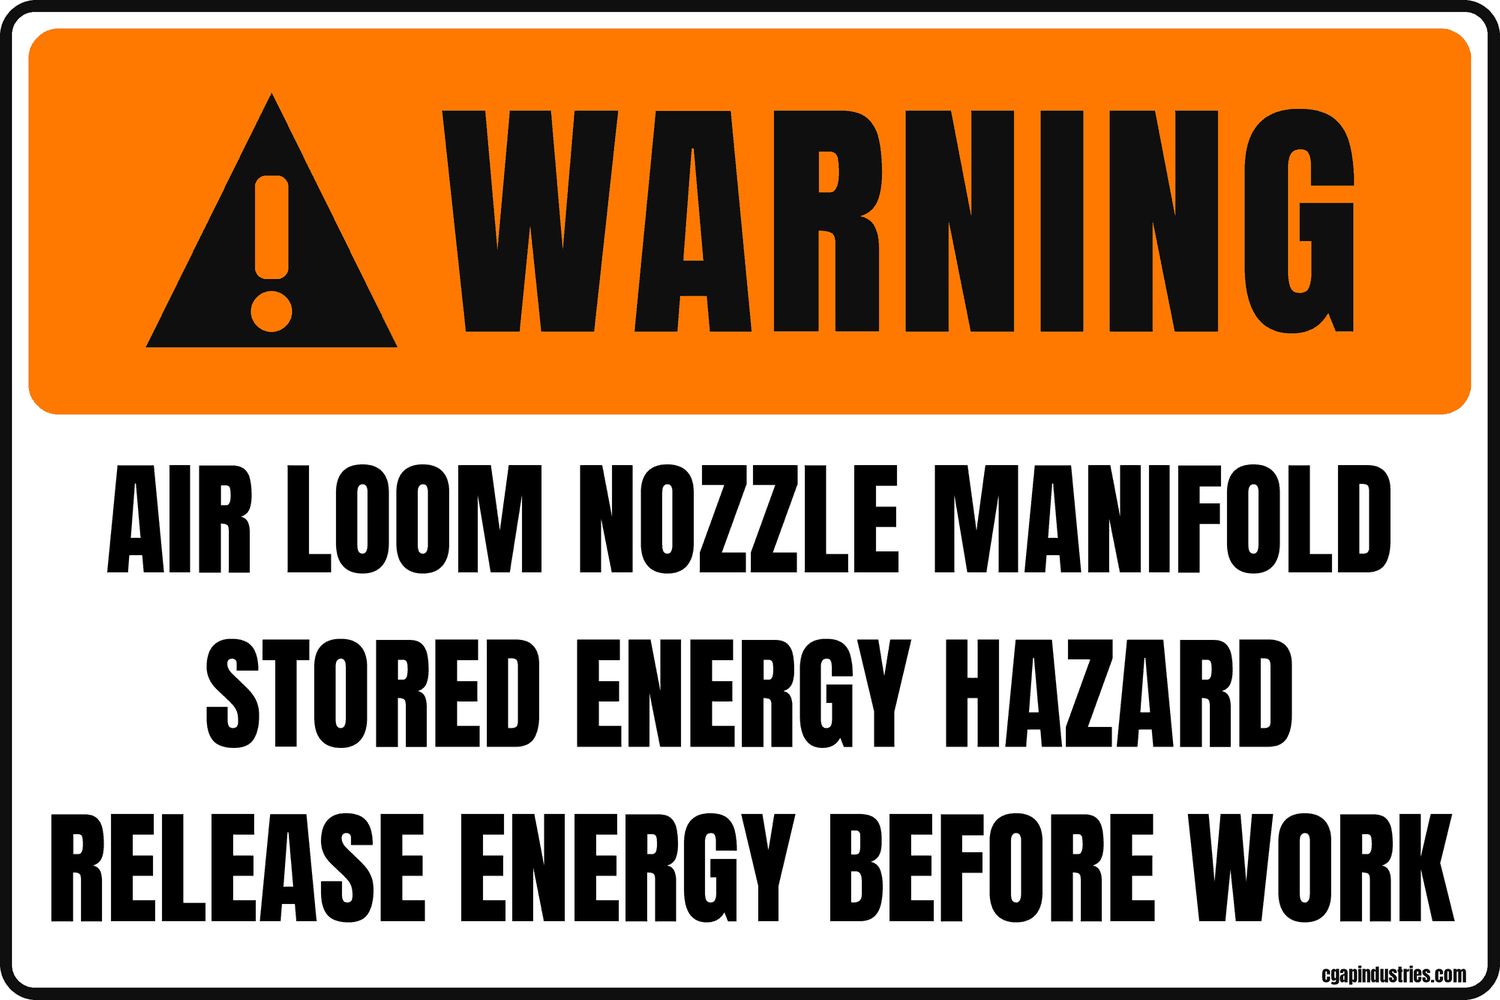 WARNING
AIR LOOM NOZZLE MANIFOLD
STORED ENERGY HAZARD
RELEASE ENERGY BEFORE WORK
cgapindustries.com